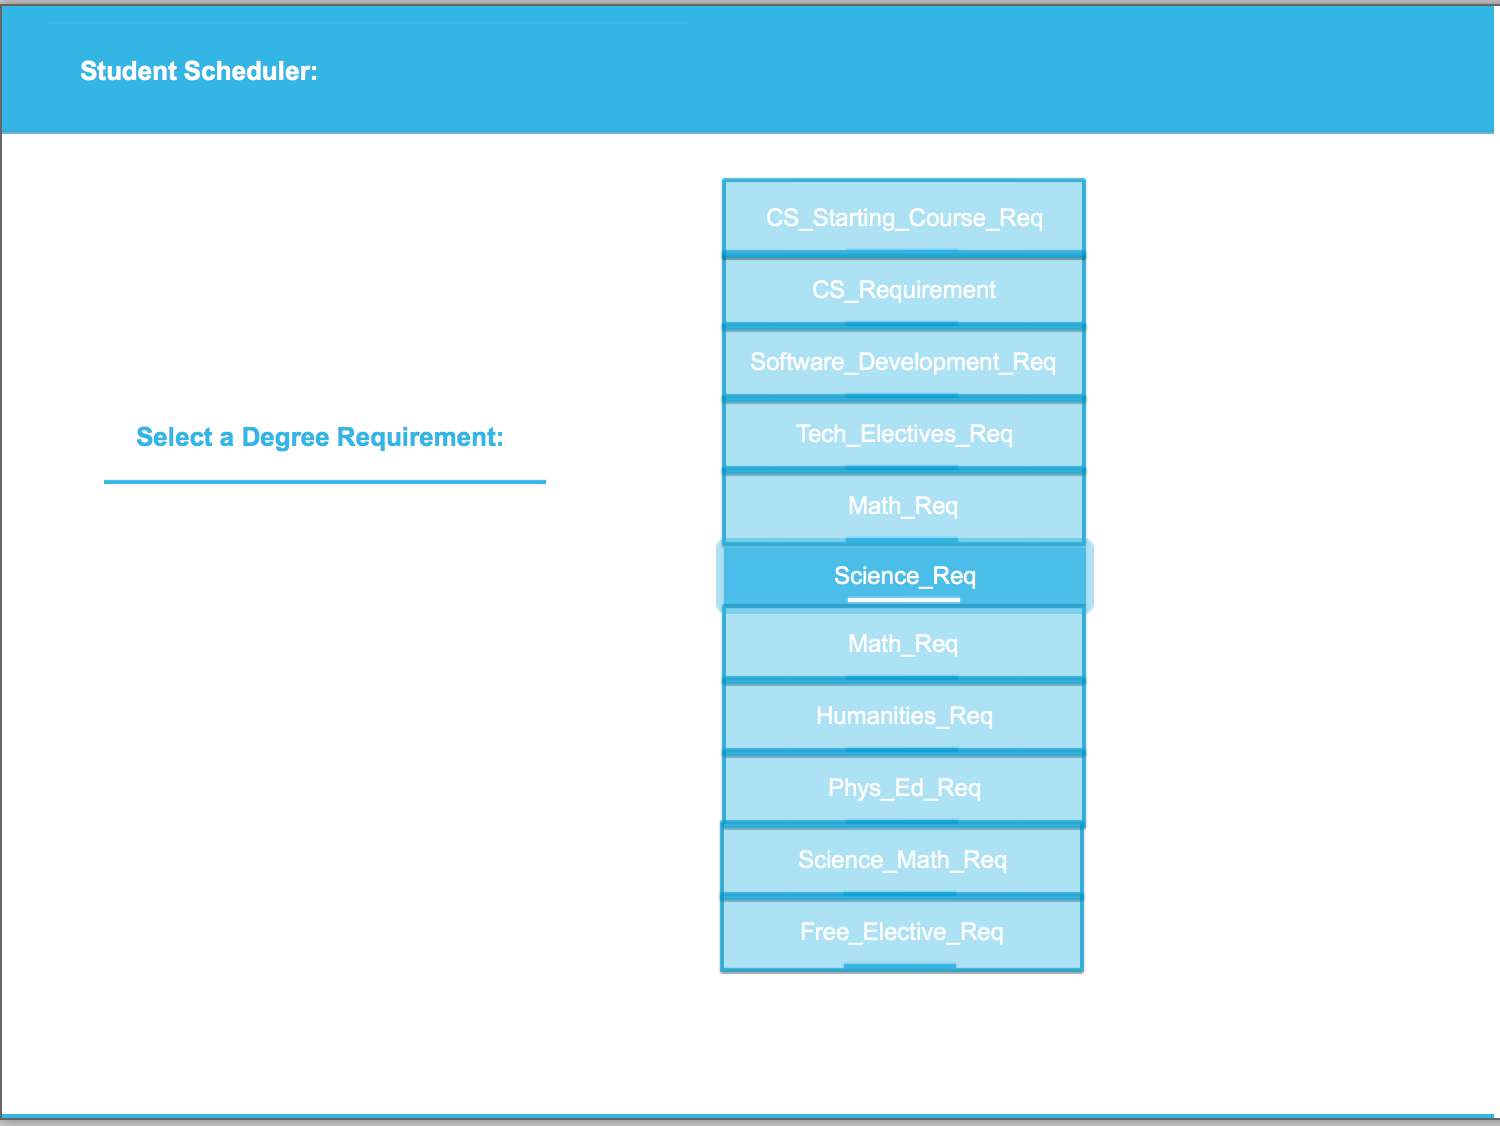 Student Scheduler:
Select a Degree Requirement:
CS_Starting_Course_Req
CS_Requirement
Software_Development_Req
Tech_Electives_Req
Math_Req
Science_Req
Math_Req
Humanities_Req
Phys_Ed_Req
Science_Math_Req
Free_Elective_Req